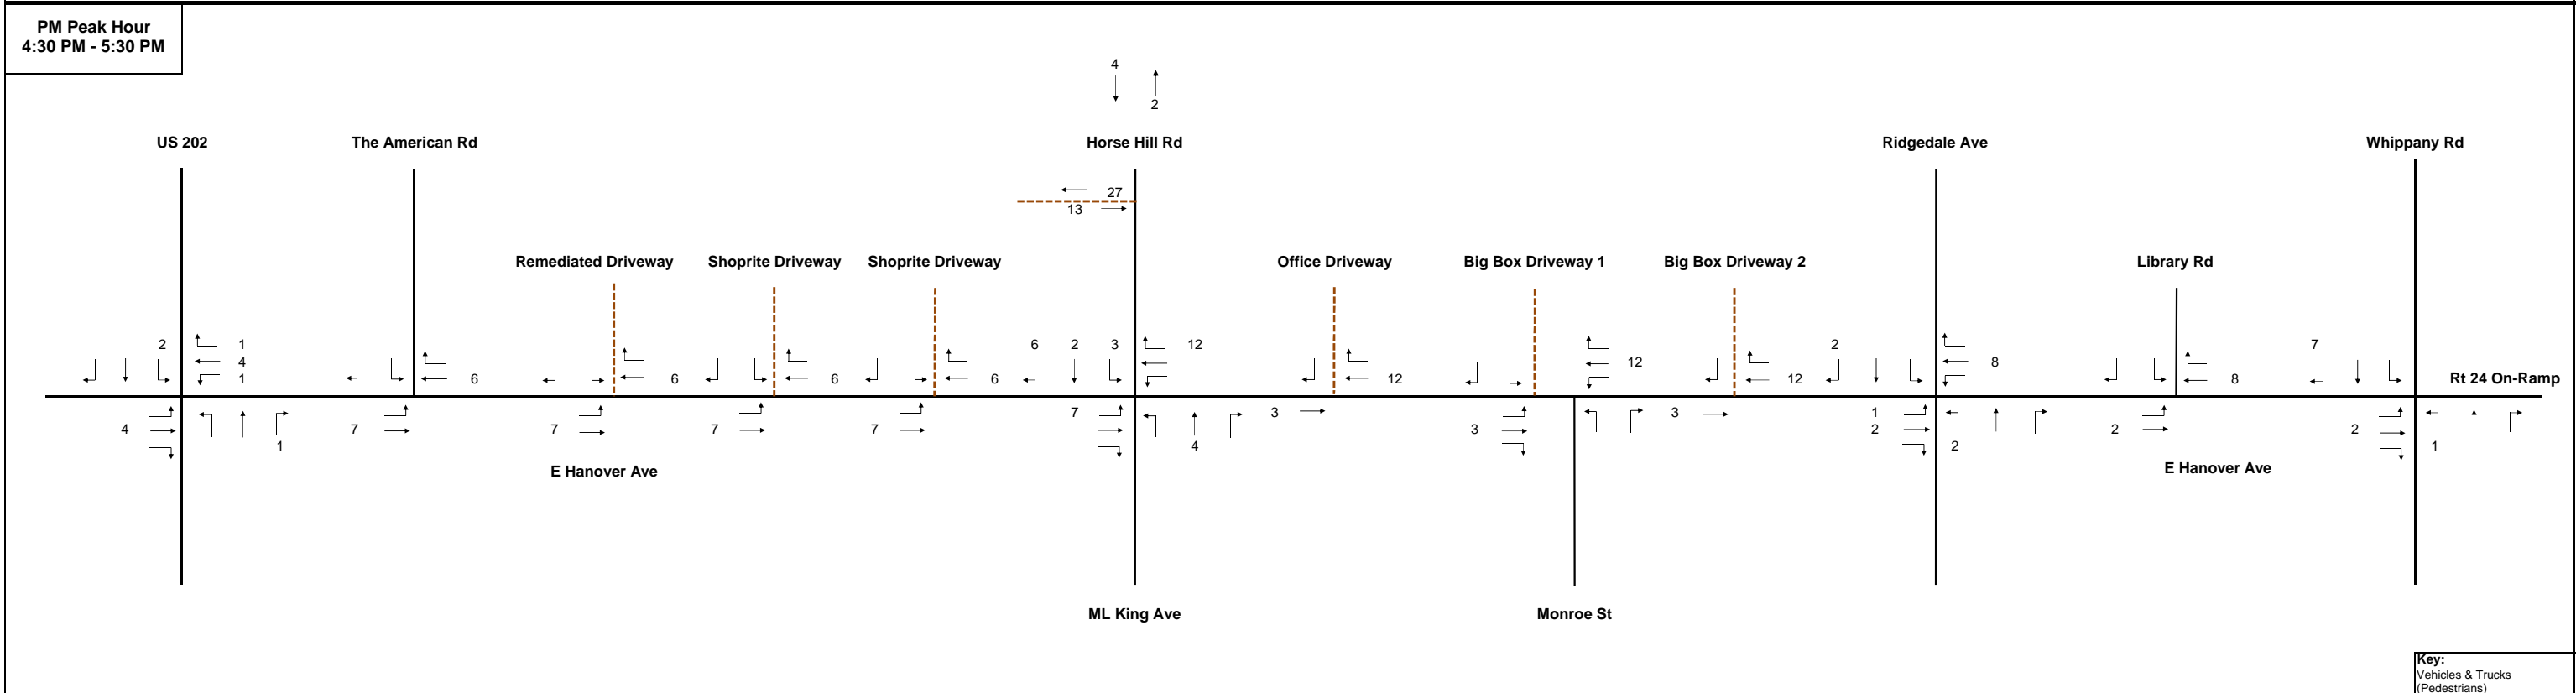 PM Peak Hour
4:30 PM - 5:30 PM
4
2
US 202
The American Rd
Horse Hill Rd
Ridgedale Ave
Whippany Rd
27
13
Remediated Driveway
Shoprite Driveway
Shoprite Driveway
Office Driveway
Big Box Driveway 1
Big Box Driveway 2
Library Rd
2 1 6 2 3 12 2 7
4 12 8
1 6 6 6 6 12 12 8 Rt 24 On-Ramp
7 3 3 1
4 7 7 7 7 3 2 2 2
1 4 2 1
E Hanover Ave
E Hanover Ave
ML King Ave
Monroe St
Key:
Vehicles & Trucks
(Pedestrians)